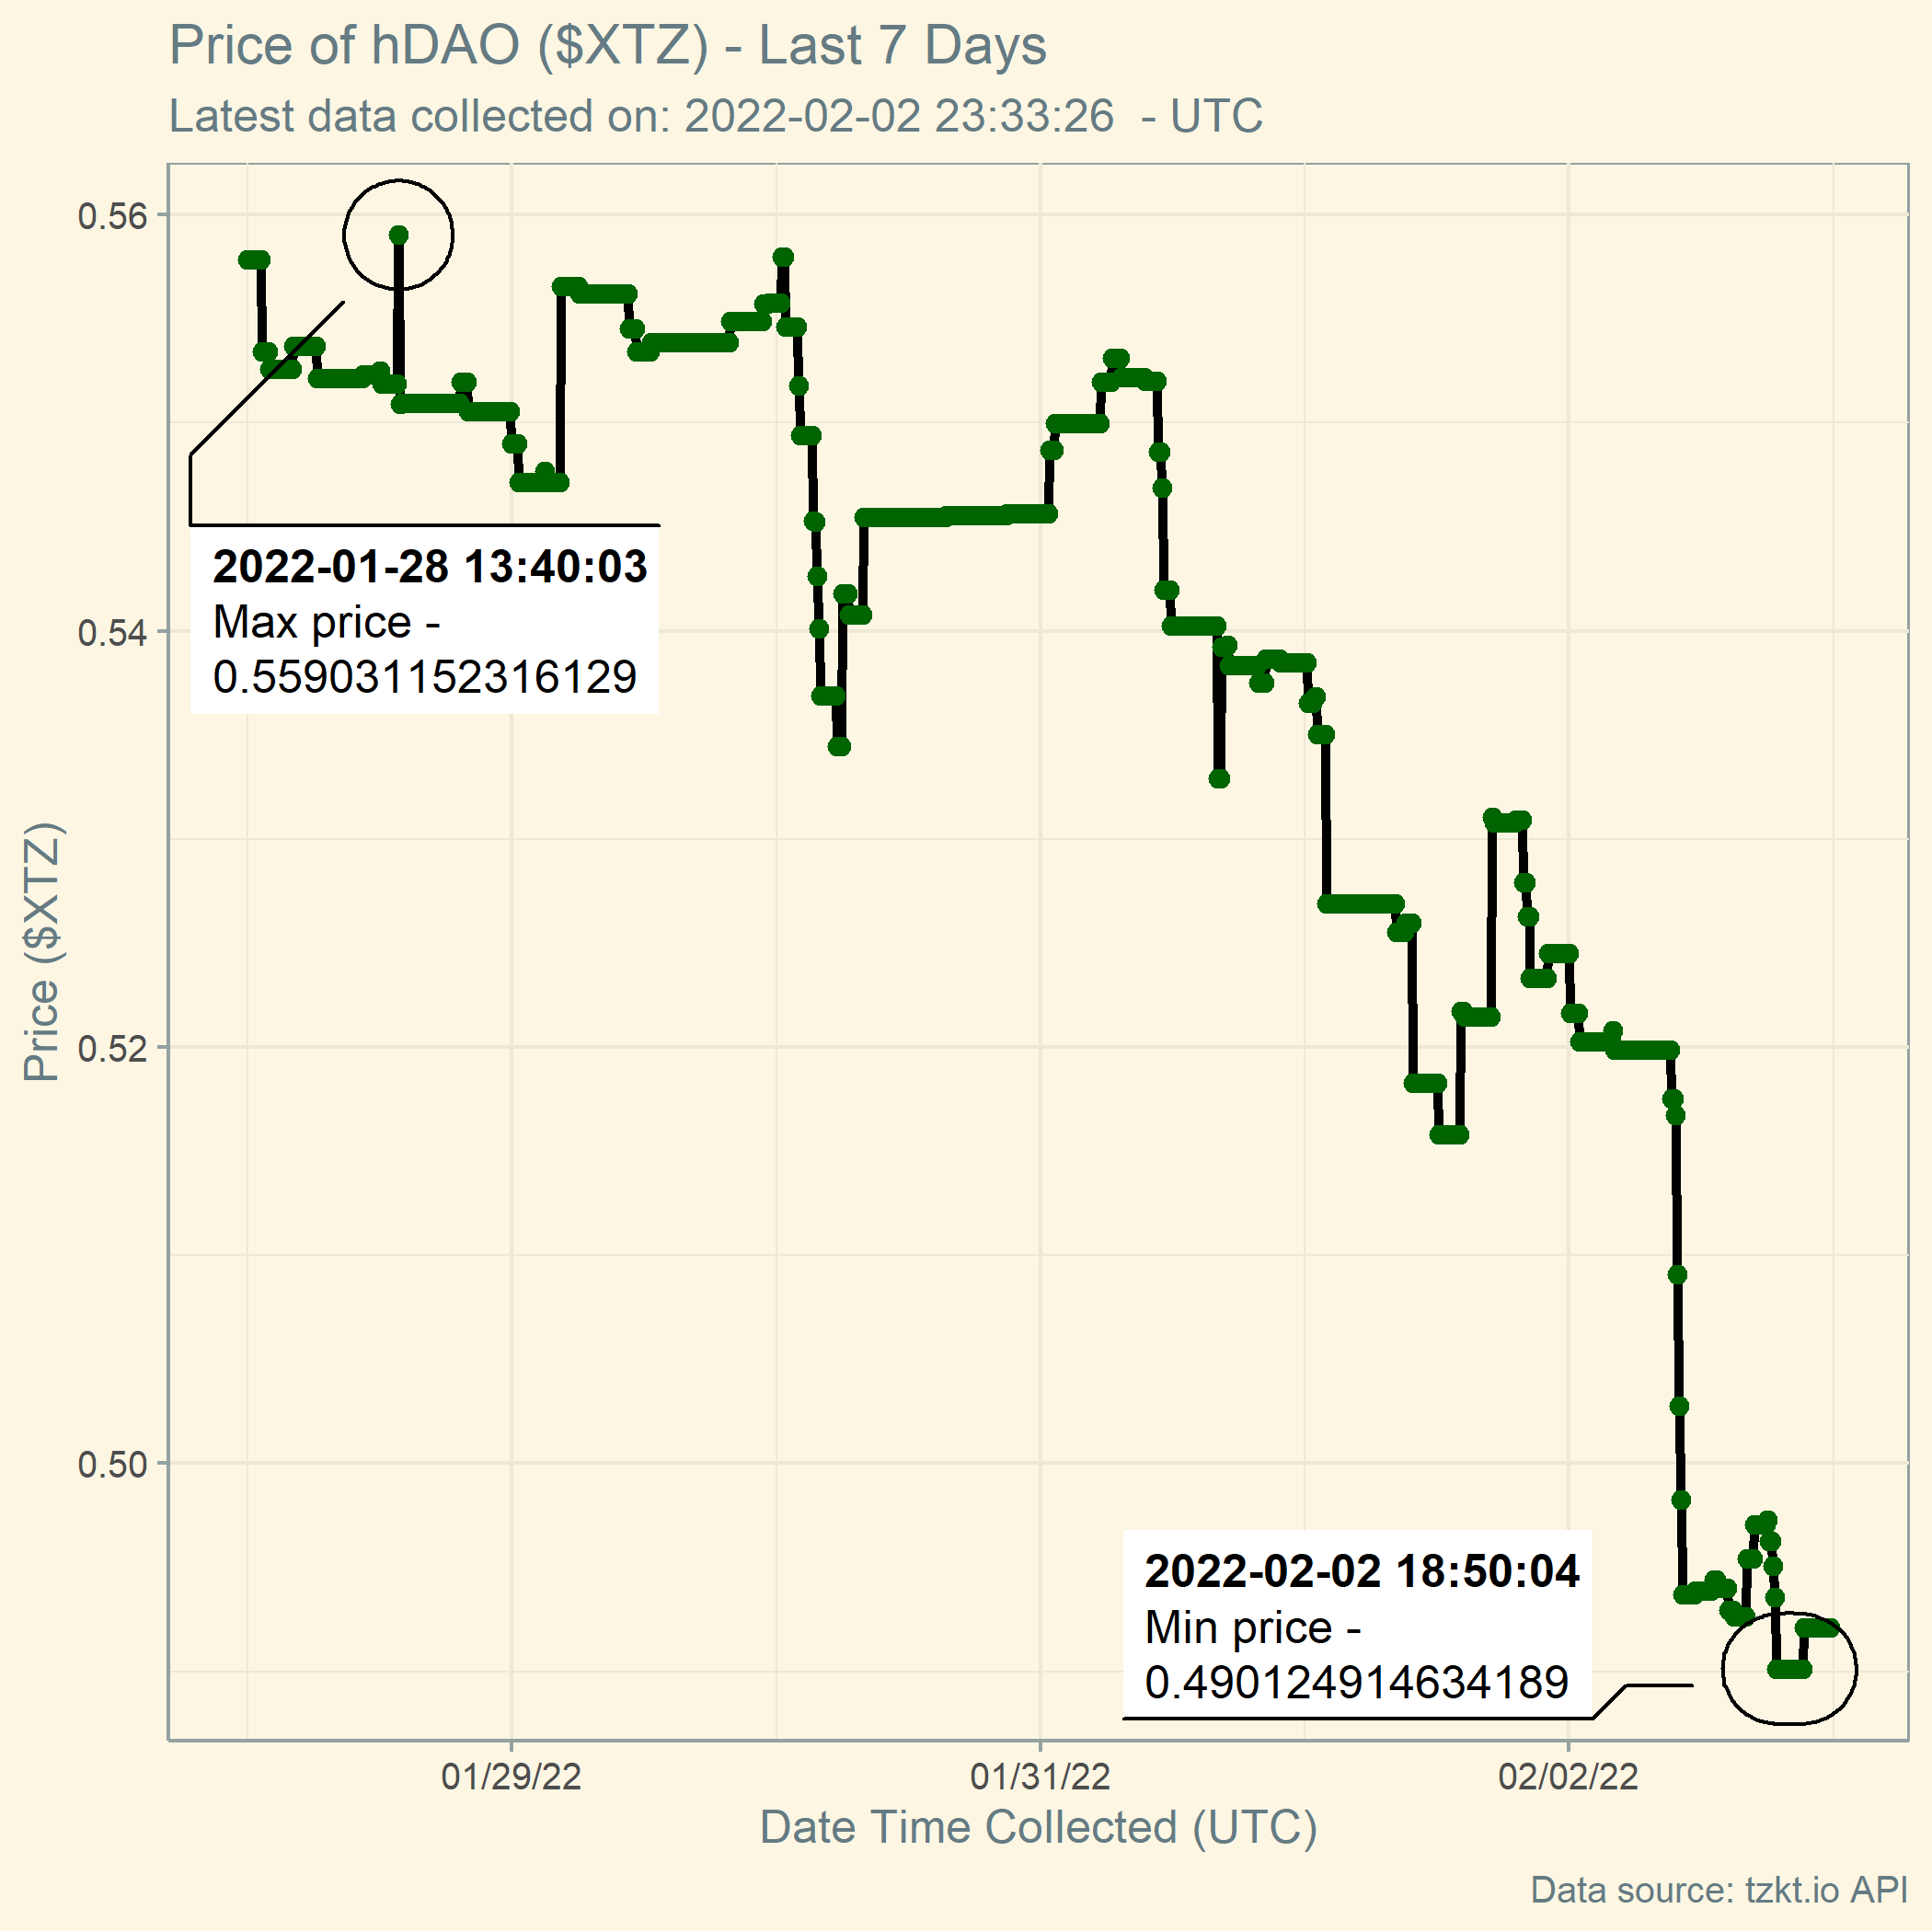 Price of hDAO ($XTZ) - Last 7 Days
Latest data collected on: 2022-02-02 23:33:26  - UTC
0.56
0.54
0.52
0.50
Price ($XTZ)
2022-01-28 13:40:03
Max price -
0.559031152316129
2022-02-02 18:50:04
Min price -
0.490124914634189
01/29/22
01/31/22
02/02/22
Date Time Collected (UTC)
Data source: tzkt.io API